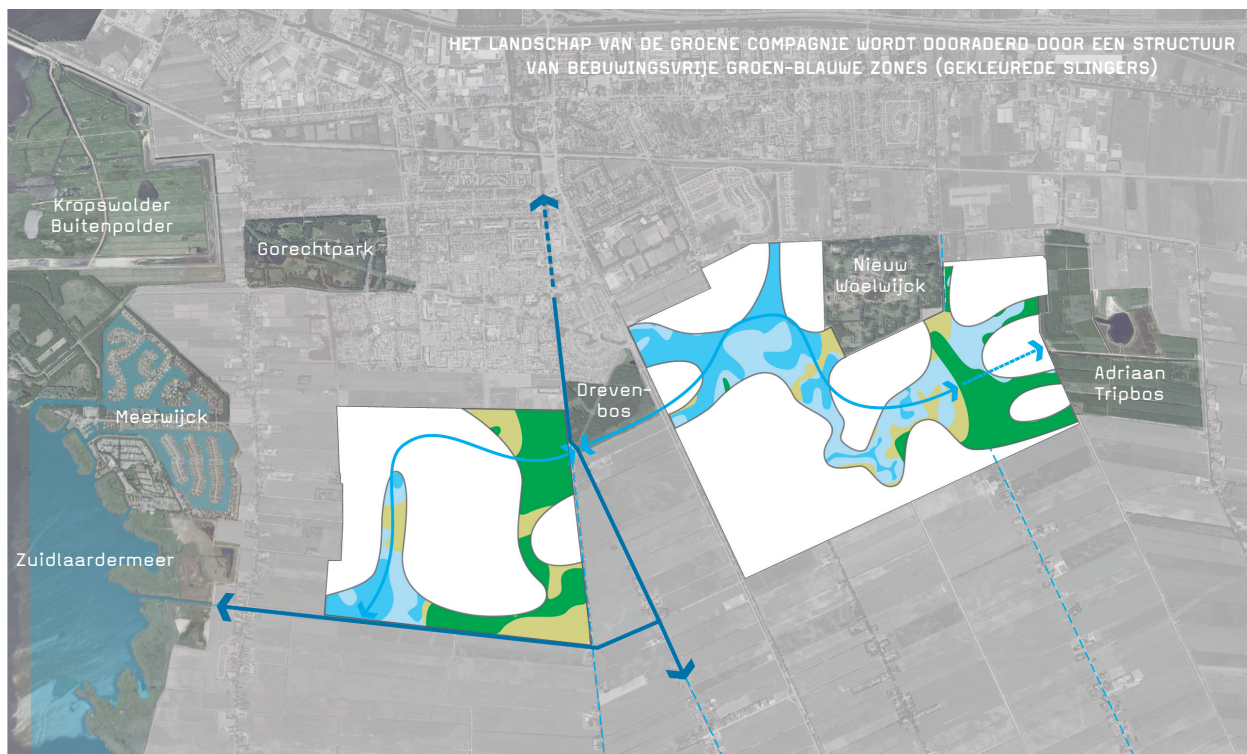 HET LANDSCHAP VAN DE GROENE COMPAGNIE WORDT DOORADERD DOOR EEN STRUCTUUR
VAN BEBUWINGSVRIJE GROEN-BLAUWE ZONES (GEKLEUREDE SLINGERS)
Kropswolder
Buitenpolder
Gorechtpark
Nieuw
Woelwijck
Meerwijck
Dreven-
bos
Adriaan
Tripbos
Zuidlaardermeer